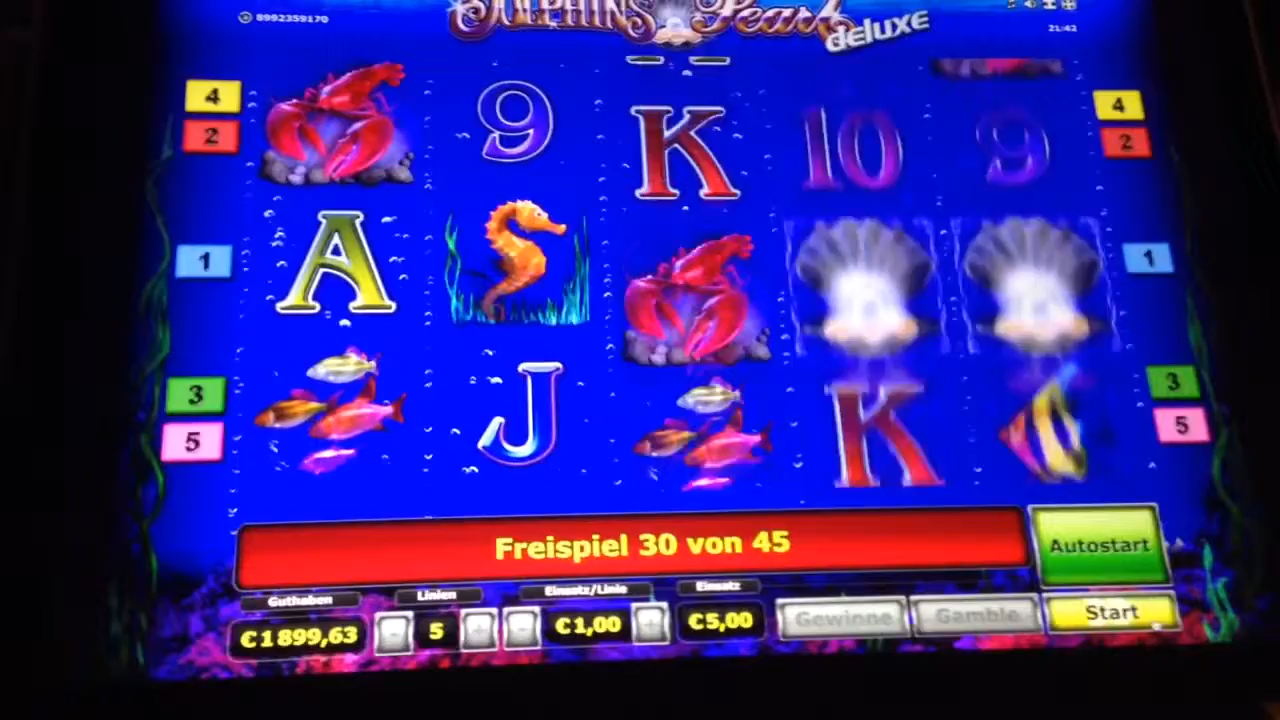 8992359170
DOLPHINS Pearl deluxe
21:42
4 9 K 10 9 4
2 2
1 A 1
3 J K 3
5 5
Freispiel 30 von 45
Autostart
Guthaben Linien Einsatz/Linie Einsatz
€1899,63 - 5 + - €1,00 + €5,00 Gewinne Gamble Start